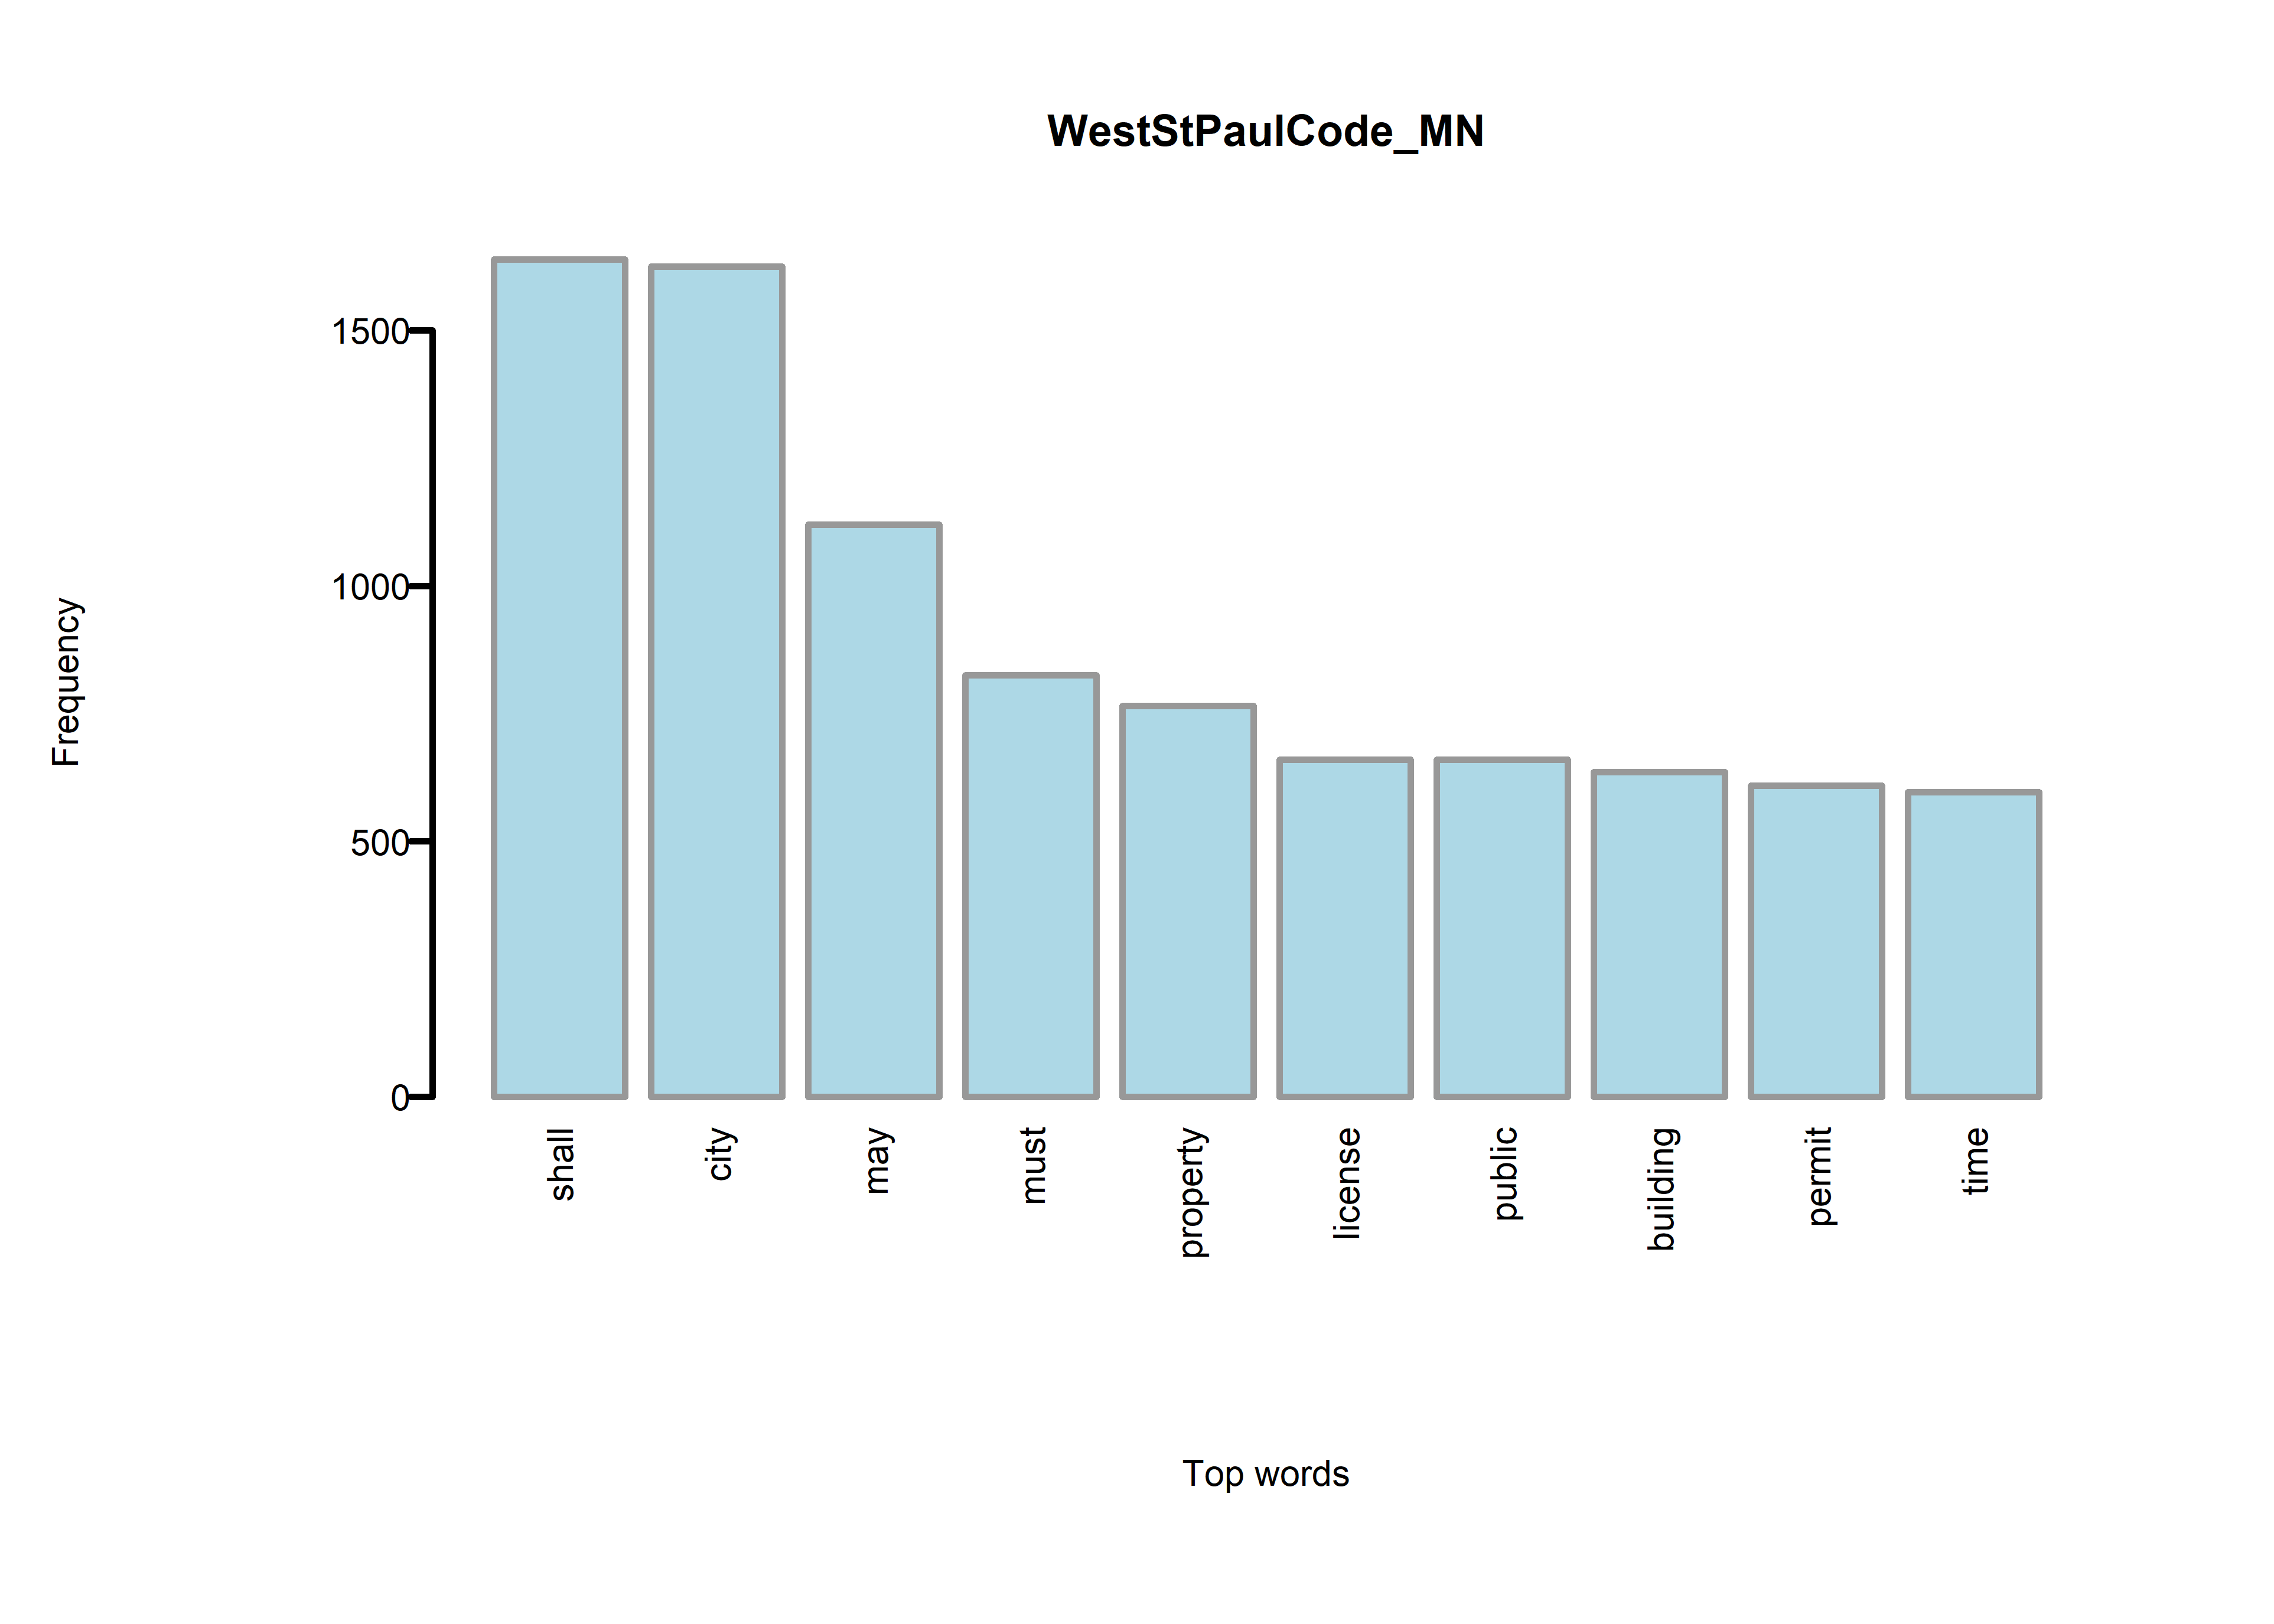 WestStPaulCode_MN
Frequency
1500
1000
500
0
shall
city
may
must
property
license
public
building
permit
time
Top words